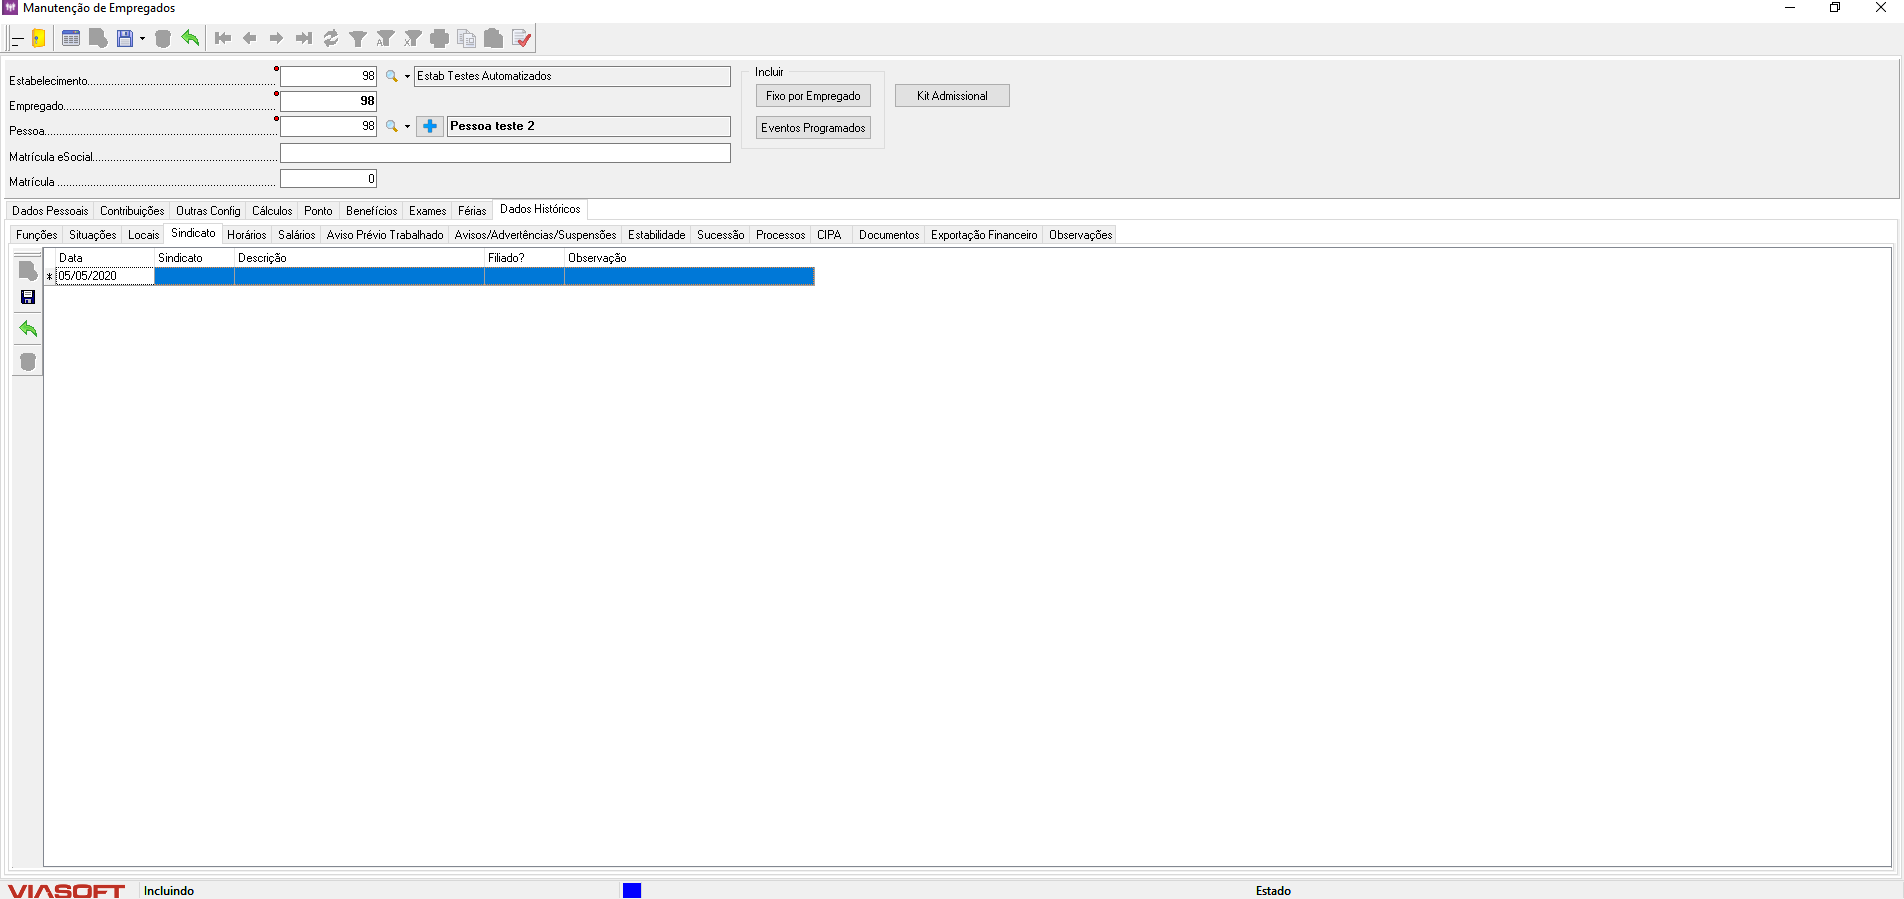 Manutenção de Empregados
Estabelecimento 98 Estab Testes Automatizados
Empregado 98
Pessoa 98 Pessoa teste 2
Matrícula eSocial
Matrícula 0
Incluir
Fixo por Empregado
Eventos Programados
Kit Admissional
Dados Pessoais Contribuições Outras Config Cálculos Ponto Benefícios Exames Férias Dados Históricos
Funções Situações Locais Sindicato Horários Salários Aviso Prévio Trabalhado Avisos/Advertências/Suspensões Estabilidade Sucessão Processos CIPA Documentos Exportação Financeiro Observações
Data Sindicato Descrição Filiado? Observação
* 05/05/2020
VIASOFT Incluindo Estado